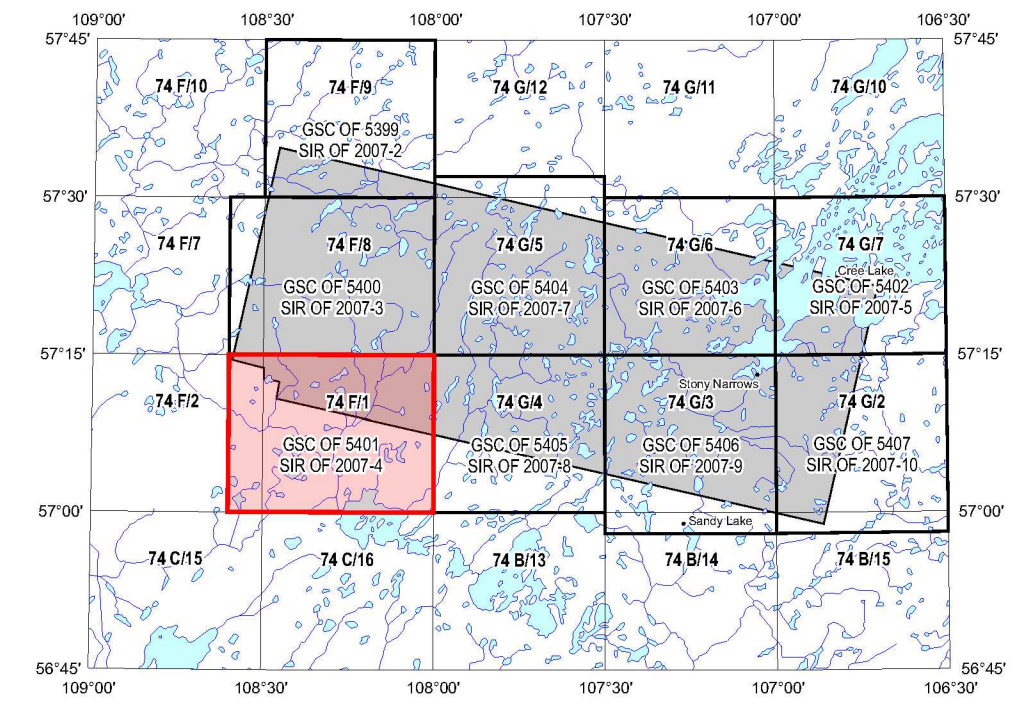 109°00'
108°30'
108°00'
107°30'
107°00'
106°30'
57°45'
57°45'
74 F/10
74 F/9
74 G/12
74 G/11
74 G/10
GSC OF 5399
SIR OF 2007-2
57°30'
57°30'
74 F/7
74 F/8
74 G/5
74 G/6
74 G/7
Cree Lake
GSC OF 5400
SIR OF 2007-3
GSC OF 5404
SIR OF 2007-7
GSC OF 5403
SIR OF 2007-6
GSC OF 5402
SIR OF 2007-5
57°15'
57°15'
Stony Narrows
74 F/2
74 F/1
74 G/4
74 G/3
74 G/2
GSC OF 5401
SIR OF 2007-4
GSC OF 5405
SIR OF 2007-8
GSC OF 5406
SIR OF 2007-9
GSC OF 5407
SIR OF 2007-10
57°00'
57°00'
Sandy Lake
74 C/15
74 C/16
74 B/13
74 B/14
74 B/15
56°45'
56°45'
109°00'
108°30'
108°00'
107°30'
107°00'
106°30'